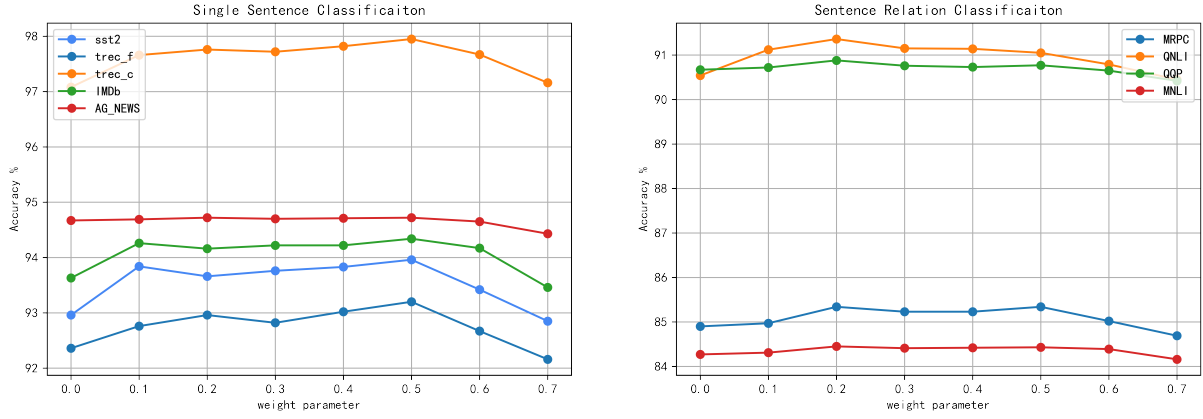 Single Sentence Classificaiton
98
97
96
95
94
93
92
Accuracy %
sst2
trec_f
trec_c
IMDb
AG_NEWS
0.0 0.1 0.2 0.3 0.4 0.5 0.6 0.7
weight parameter
Sentence Relation Classificaiton
91
90
89
88
87
86
85
84
Accuracy %
MRPC
QNLI
QQP
MNLI
0.0 0.1 0.2 0.3 0.4 0.5 0.6 0.7
weight parameter